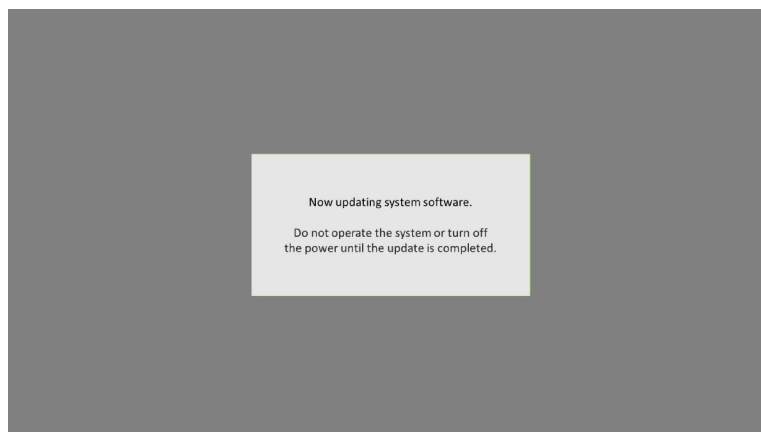 Now updating system software.
Do not operate the system or turn off
the power until the update is completed.